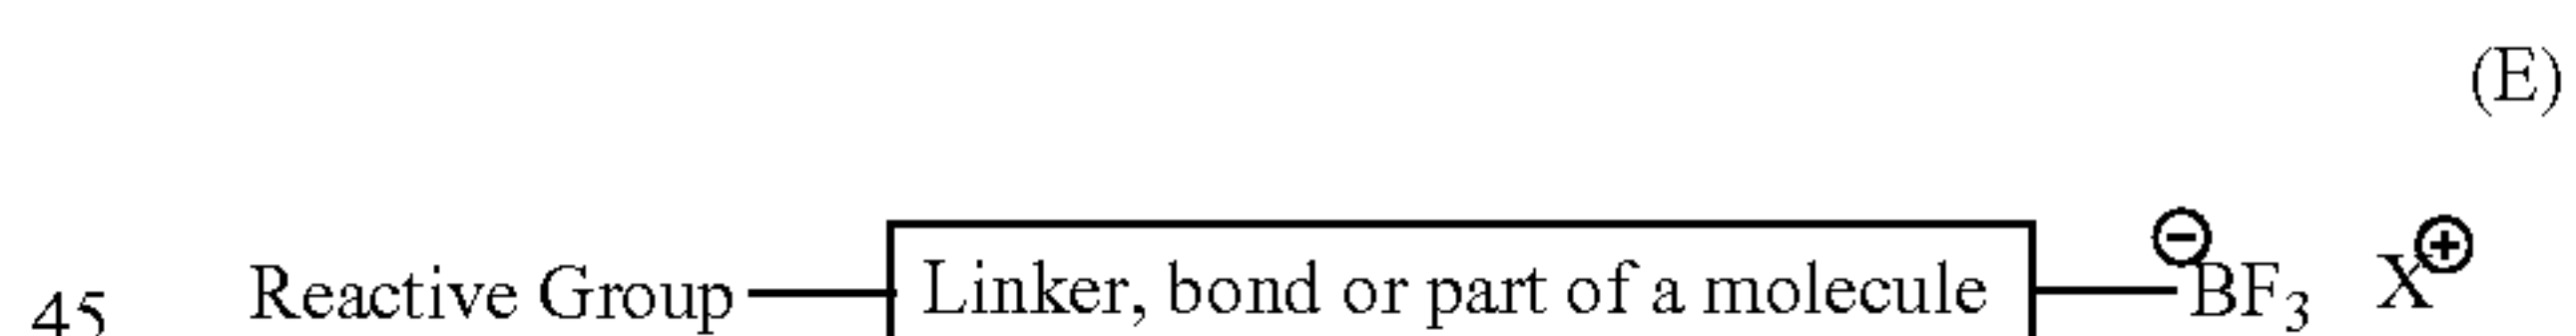 (E)
45 Reactive Group Linker, bond or part of a molecule ⊖BF₃ X⊕